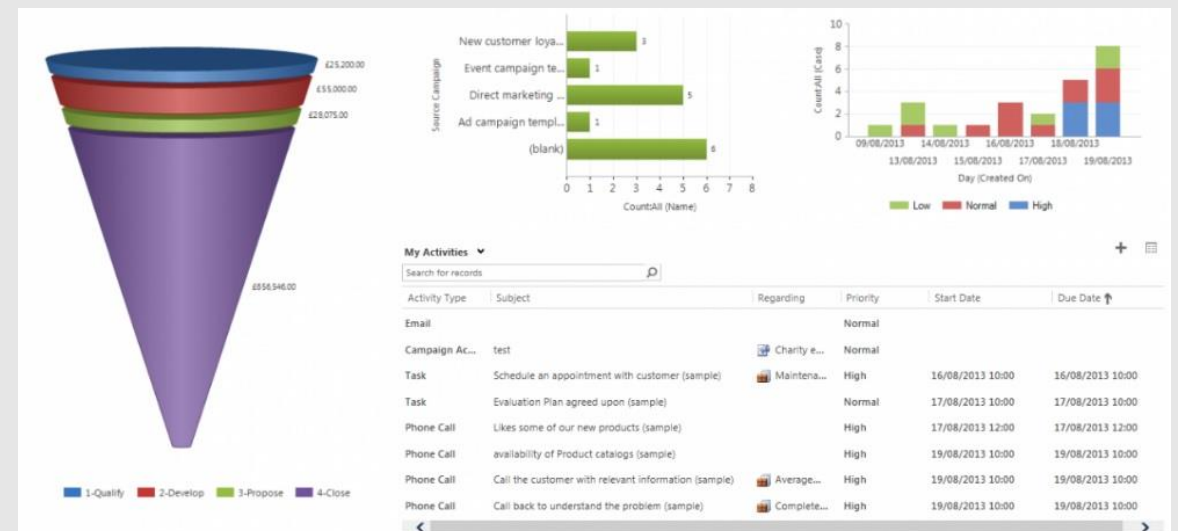 £25,200.00
£55,000.00
£28,075.00
1-Qualify 2-Develop 3-Propose 4-Close
Source Campaign
New customer loya... 3
Event campaign te... 1
Direct marketing ... 5
Ad campaign templ... 1
(blank) 6
0 1 2 3 4 5 6 7 8
Count:All (Name)
Count:All (Case)
10
8
6
4
2
0
09/08/2013 14/08/2013 16/08/2013 18/08/2013
13/08/2013 15/08/2013 17/08/2013 19/08/2013
Day (Created On)
Low Normal High
My Activities
Search for records
Activity Type Subject Regarding Priority Start Date Due Date
Email Normal
Campaign Ac... test Charity e... Normal
Task Schedule an appointment with customer (sample) Maintena... High 16/08/2013 10:00 16/08/2013 10:00
Task Evaluation Plan agreed upon (sample) Normal 17/08/2013 10:00 17/08/2013 10:00
Phone Call Likes some of our new products (sample) High 17/08/2013 12:00 17/08/2013 12:00
Phone Call availability of Product catalogs (sample) High 19/08/2013 10:00 19/08/2013 10:00
Phone Call Call the customer with relevant information (sample) Average... High 19/08/2013 10:00 19/08/2013 10:00
Phone Call Call back to understand the problem (sample) Complete... High 19/08/2013 10:00 19/08/2013 10:00